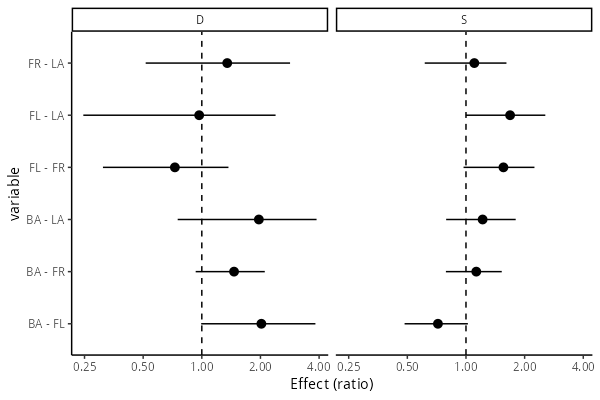 D S
FR - LA
FL - LA
FL - FR
BA - LA
BA - FR
BA - FL
variable
0.25 0.50 1.00 2.00 4.00 0.25 0.50 1.00 2.00 4.00
Effect (ratio)